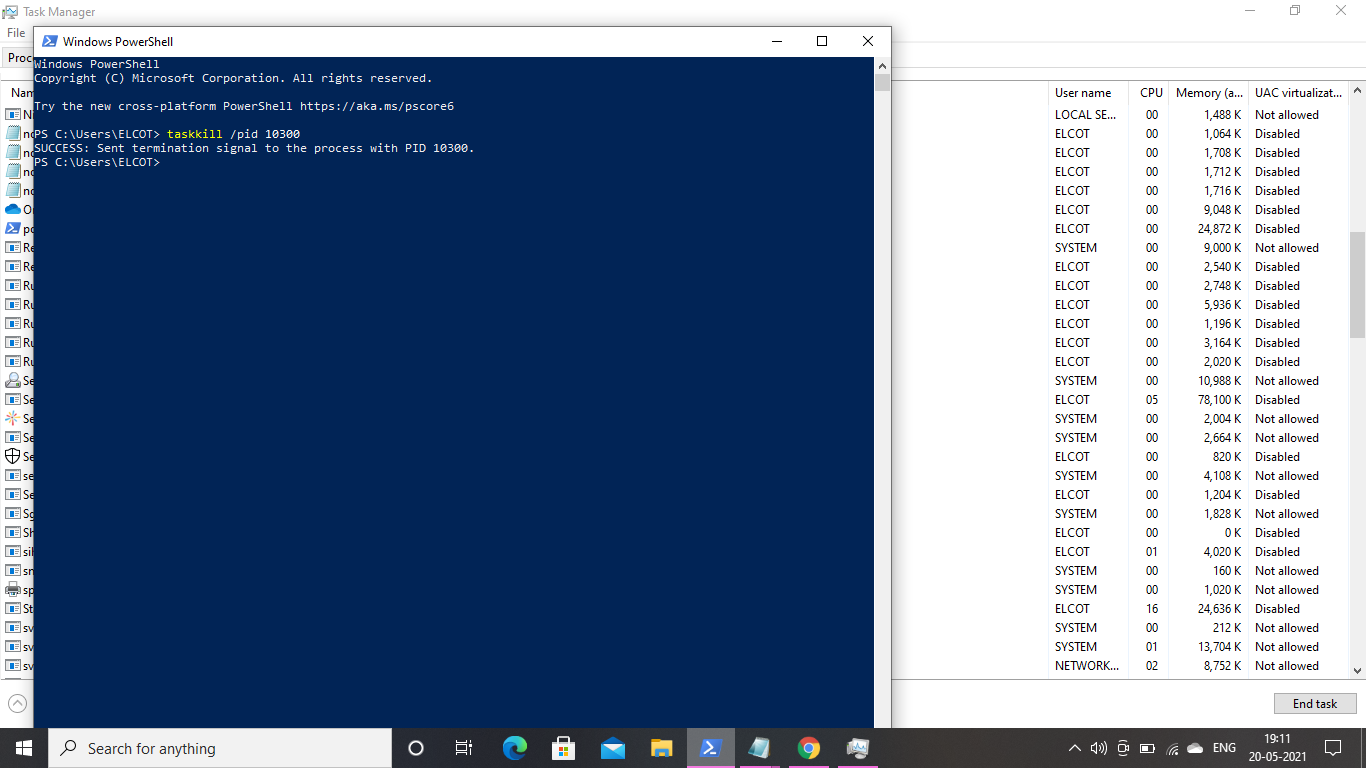 Task Manager
File
Windows PowerShell
Windows PowerShell
Copyright (C) Microsoft Corporation. All rights reserved.
Try the new cross-platform PowerShell https://aka.ms/pscore6
PS C:\Users\ELCOT> taskkill /pid 10300
SUCCESS: Sent termination signal to the process with PID 10300.
PS C:\Users\ELCOT>
User name CPU Memory (a... UAC virtualizat...
LOCAL SE... 00 1,488 K Not allowed
ELCOT 00 1,064 K Disabled
ELCOT 00 1,708 K Disabled
ELCOT 00 1,712 K Disabled
ELCOT 00 1,716 K Disabled
ELCOT 00 9,048 K Disabled
ELCOT 00 24,872 K Disabled
SYSTEM 00 9,000 K Not allowed
ELCOT 00 2,540 K Disabled
ELCOT 00 2,748 K Disabled
ELCOT 00 5,936 K Disabled
ELCOT 00 1,196 K Disabled
ELCOT 00 3,164 K Disabled
ELCOT 00 2,020 K Disabled
SYSTEM 00 10,988 K Not allowed
ELCOT 05 78,100 K Disabled
SYSTEM 00 2,004 K Not allowed
SYSTEM 00 2,664 K Not allowed
ELCOT 00 820 K Disabled
SYSTEM 00 4,108 K Not allowed
ELCOT 00 1,204 K Disabled
SYSTEM 00 1,828 K Not allowed
ELCOT 00 0 K Disabled
ELCOT 01 4,020 K Disabled
SYSTEM 00 160 K Not allowed
SYSTEM 00 1,020 K Not allowed
ELCOT 16 24,636 K Disabled
SYSTEM 00 212 K Not allowed
SYSTEM 01 13,704 K Not allowed
NETWORK... 02 8,752 K Not allowed
End task
Search for anything
ENG
19:11
20-05-2021